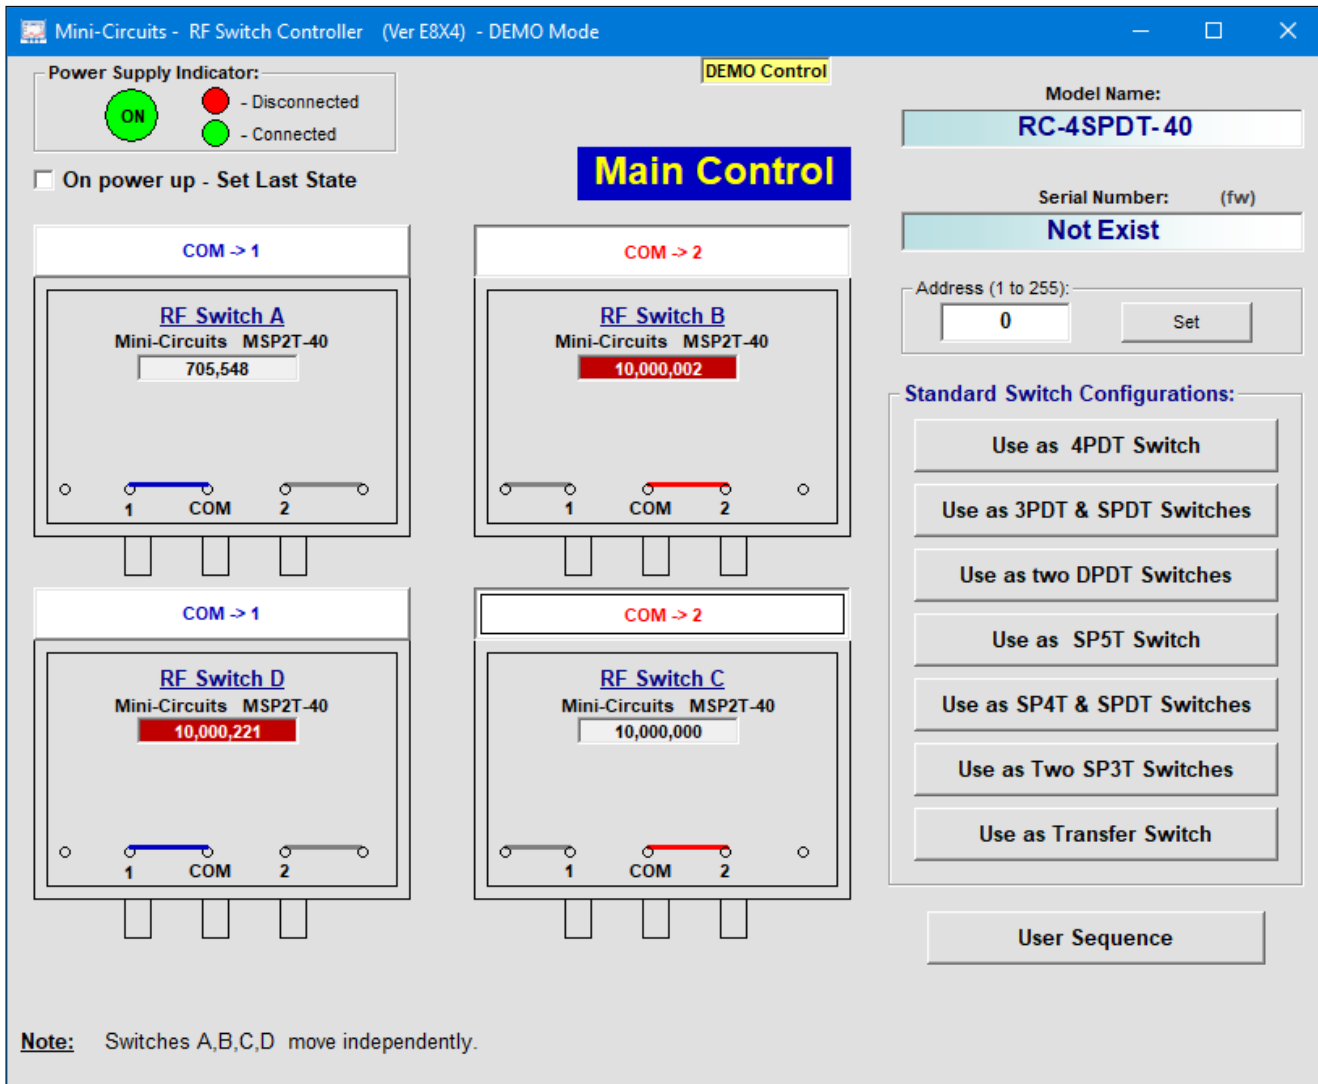 Mini-Circuits - RF Switch Controller (Ver E8X4) - DEMO Mode
Power Supply Indicator:
ON
- Disconnected
- Connected
DEMO Control
Model Name:
RC-4SPDT-40
On power up - Set Last State
Main Control
Serial Number: (fw)
Not Exist
COM -> 1
COM -> 2
Address (1 to 255):
0
Set
RF Switch A
Mini-Circuits MSP2T-40
705,548
1 COM 2
RF Switch B
Mini-Circuits MSP2T-40
10,000,002
1 COM 2
COM -> 1
COM -> 2
RF Switch D
Mini-Circuits MSP2T-40
10,000,221
1 COM 2
RF Switch C
Mini-Circuits MSP2T-40
10,000,000
1 COM 2
Standard Switch Configurations:
Use as 4PDT Switch
Use as 3PDT & SPDT Switches
Use as two DPDT Switches
Use as SP5T Switch
Use as SP4T & SPDT Switches
Use as Two SP3T Switches
Use as Transfer Switch
User Sequence
Note: Switches A,B,C,D move independently.